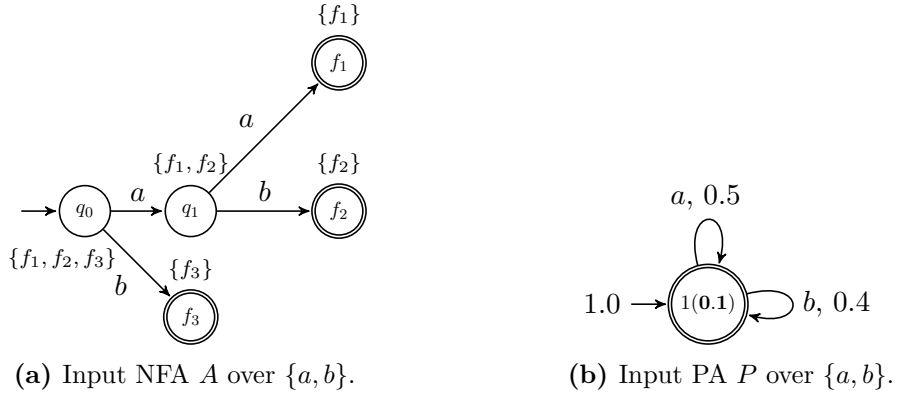 {f₁}
f₁
a
{f₁, f₂}
{f₂}
q₀
a
q₁
b
f₂
{f₁, f₂, f₃}
b
{f₃}
f₃
(a) Input NFA A over {a, b}.
a, 0.5
1.0
1(0.1)
b, 0.4
(b) Input PA P over {a, b}.